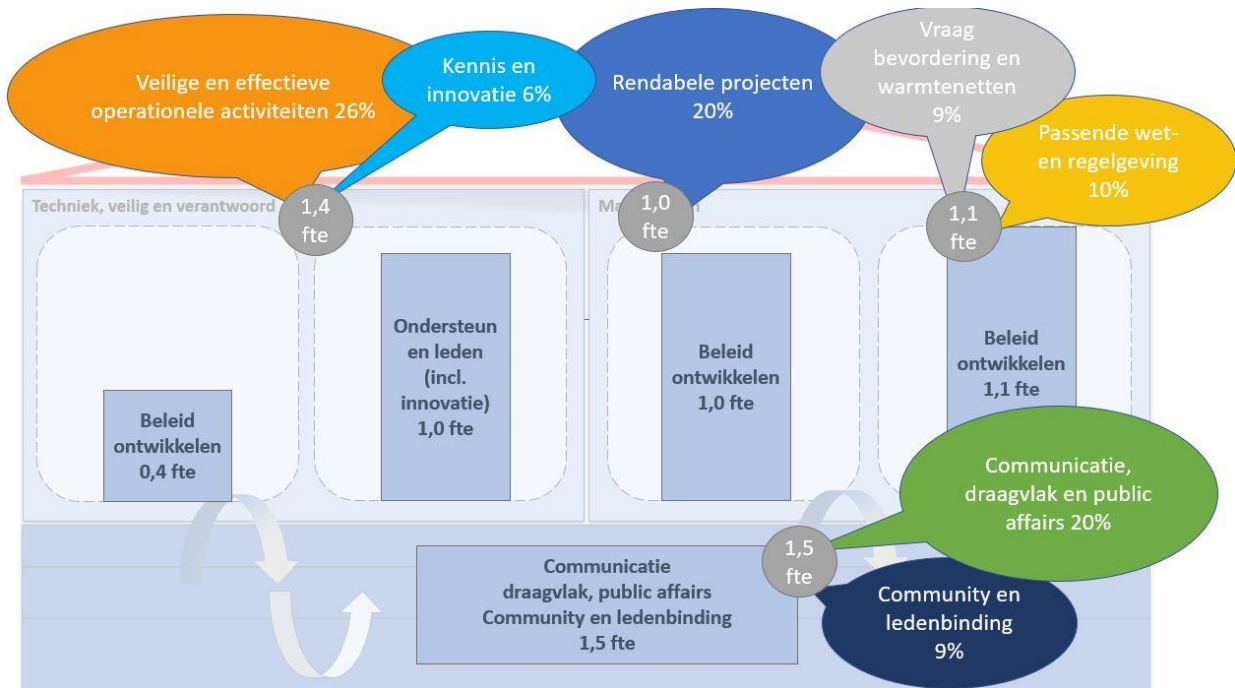 Veilige en effectieve
operationele activiteiten 26%
Kennis en
innovatie 6%
Rendabele projecten
20%
Vraag
bevordering en
warmtenetten
9%
Passende wet-
en regelgeving
10%
Techniek, veilig en verantwoord
1,4
fte
1,0
fte
1,1
fte
Beleid
ontwikkelen
0,4 fte
Ondersteun
en leden
(incl.
innovatie)
1,0 fte
Beleid
ontwikkelen
1,0 fte
Beleid
ontwikkelen
1,1 fte
Communicatie,
draagvlak en public
affairs 20%
1,5
fte
Communicatie
draagvlak, public affairs
Community en ledenbinding
1,5 fte
Community en
ledenbinding
9%